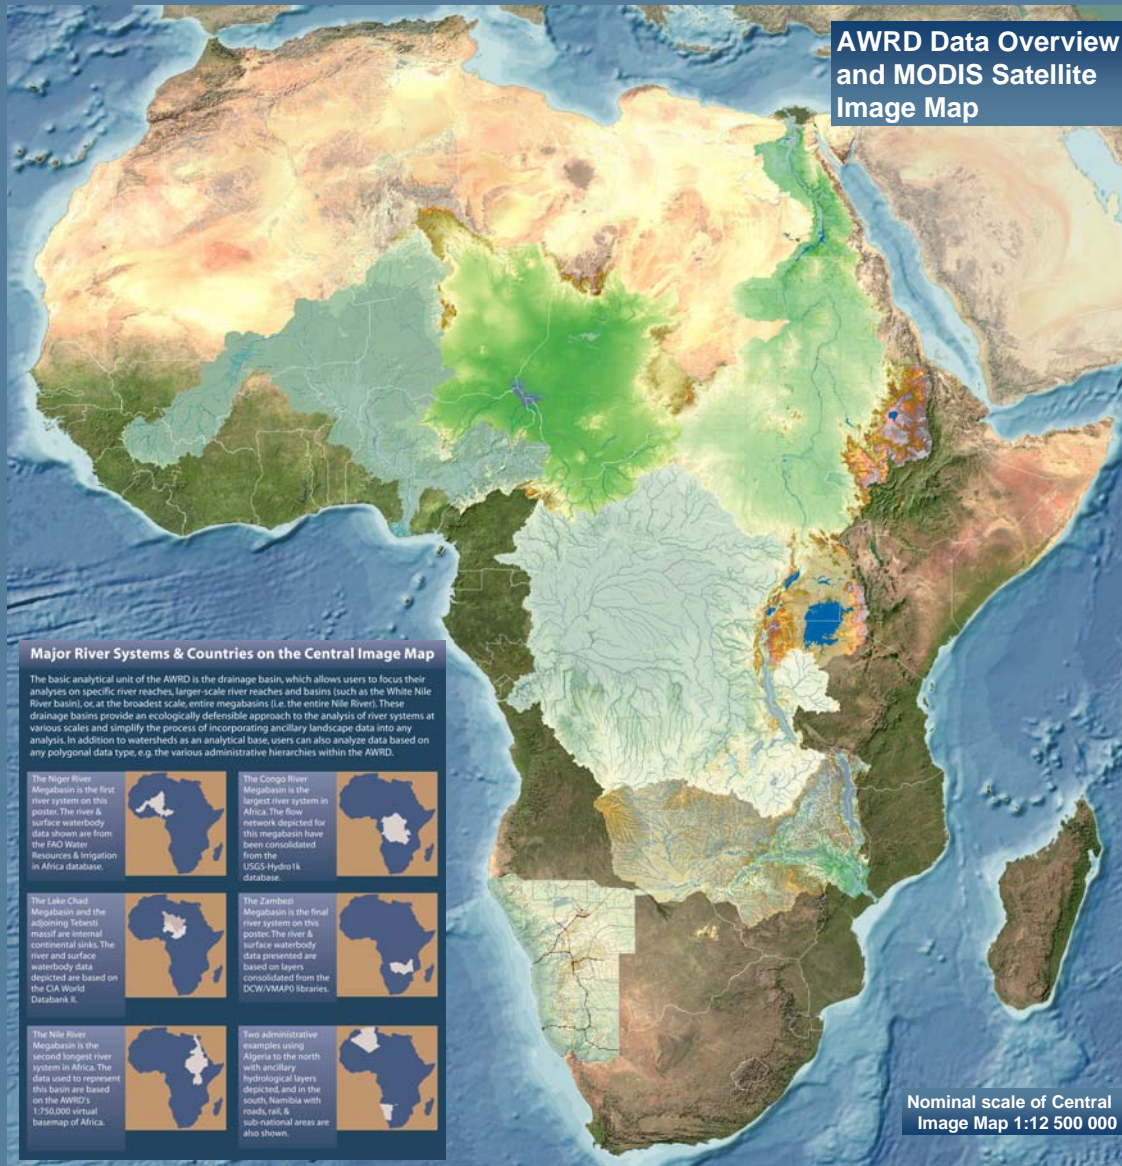 AWRD Data Overview
and MODIS Satellite
Image Map
Major River Systems & Countries on the Central Image Map
The basic analytical unit of the AWRD is the drainage basin, which allows users to focus their
analyses on specific river reaches, larger-scale river reaches and basins (such as the White Nile
River basin), or, at the broadest scale, entire megabasins (i.e. the entire Nile River). These
drainage basins provide an ecologically defensible approach to the analysis of river systems at
various scales and simplify the process of incorporating ancillary landscape data into any
analysis. In addition to watersheds as an analytical base, users can also analyze data based on
any polygonal data type, e.g. the various administrative hierarchies within the AWRD.
The Niger River
Megabasin is the first
river system on this
poster. The river &
surface waterbody
data shown are from
the FAO Water
Resources & Irrigation
in Africa database.
The Congo River
Megabasin is the
largest river system in
Africa. The flow
network depicted for
this megabasin have
been consolidated
from the
USGS-Hydro1k
database.
The Lake Chad
Megabasin and the
adjoining Tebesti
massif are internal
continental sinks. The
river and surface
waterbody data
depicted are based on
the CIA World
Databank II.
The Zambezi
Megabasin is the final
river system on this
poster. The river &
surface waterbody
data presented are
based on layers
consolidated from the
DCW/VMAP0 libraries.
The Nile River
Megabasin is the
second longest river
system in Africa. The
data used to represent
this basin are based
on the AWRD's
1:750,000 virtual
basemap of Africa.
Two administrative
examples using
Algeria to the north
with ancillary
hydrological layers
depicted, and in the
south, Namibia with
roads, rail, &
sub-national areas are
also shown.
Nominal scale of Central
Image Map 1:12 500 000